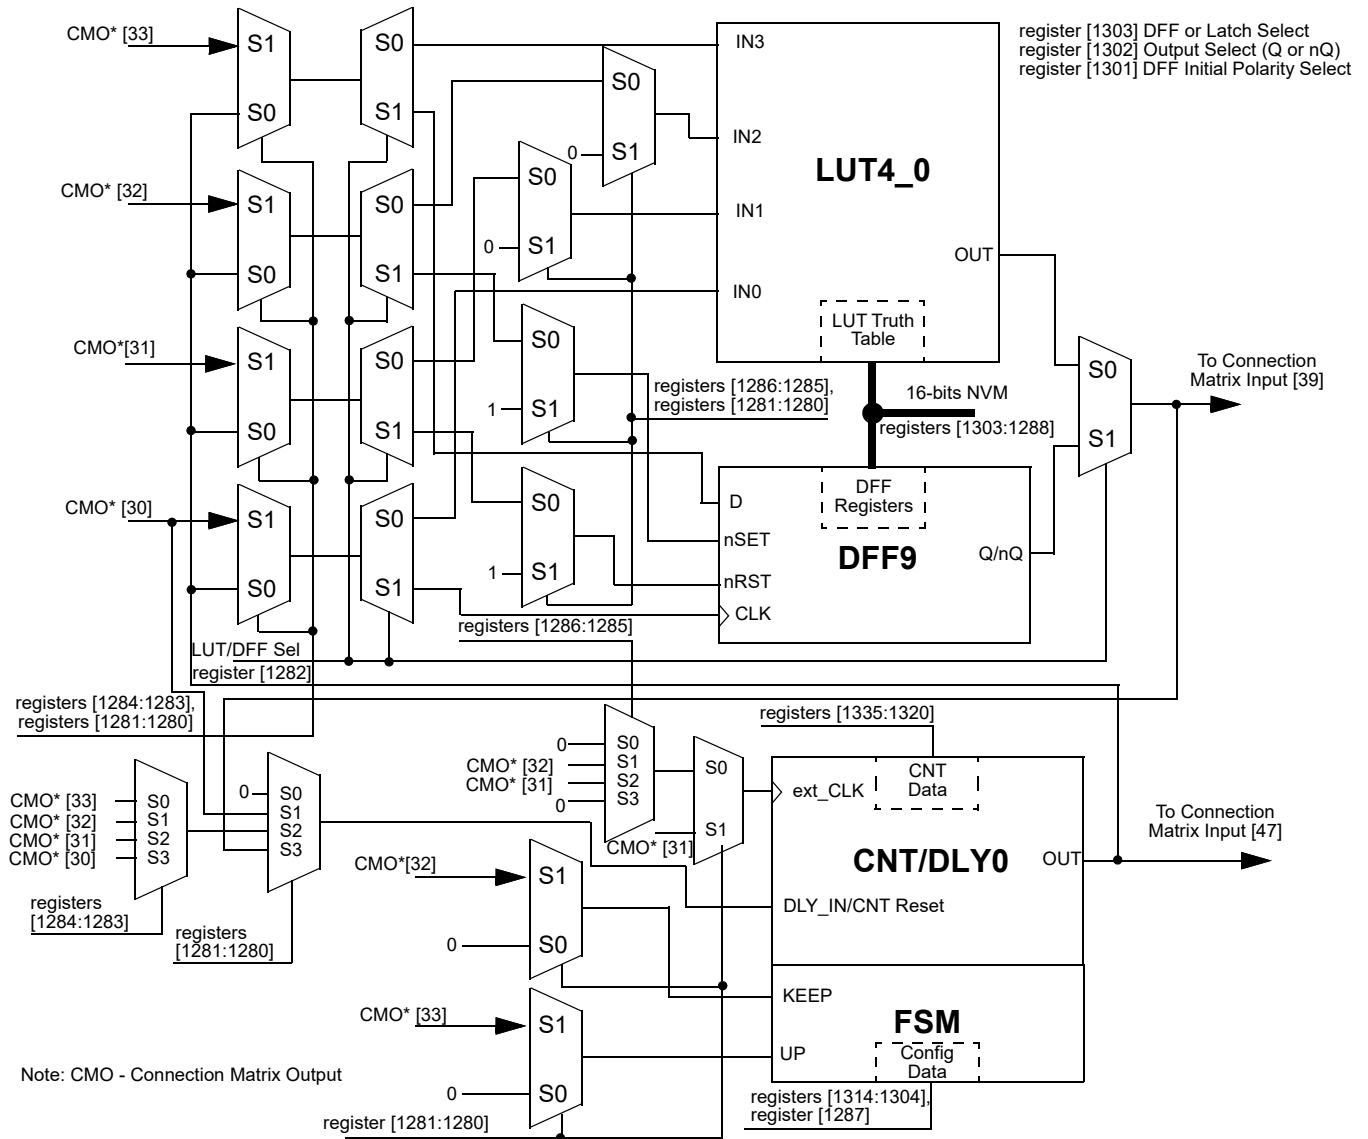 CMO* [33]
S1
S0
S0
S1
CMO* [32]
S1
S0
S0
S1
CMO*[31]
S1
S0
S0
S1
CMO* [30]
S1
S0
S0
S1
S0
0
S1
S0
0
S1
S0
1
S1
S0
1
S1
IN3
IN2
IN1
IN0
LUT4_0
OUT
LUT Truth
Table
register [1303] DFF or Latch Select
register [1302] Output Select (Q or nQ)
register [1301] DFF Initial Polarity Select
registers [1286:1285],
registers [1281:1280]
16-bits NVM
registers [1303:1288]
S0
S1
To Connection
Matrix Input [39]
DFF
Registers
D
nSET
nRST
CLK
DFF9
Q/nQ
LUT/DFF Sel
register [1282]
registers [1286:1285]
registers [1284:1283],
registers [1281:1280]
CMO* [33]
CMO* [32]
CMO* [31]
CMO* [30]
S0
S1
S2
S3
registers
[1284:1283]
0
S0
S1
S2
S3
registers
[1281:1280]
0
CMO* [32]
CMO* [31]
0
S0
S1
S2
S3
S0
S1
CMO* [31]
registers [1335:1320]
CNT
Data
ext_CLK
CNT/DLY0
OUT
DLY_IN/CNT Reset
To Connection
Matrix Input [47]
CMO*[32]
S1
0
S0
CMO* [33]
S1
0
S0
KEEP
UP
FSM
Config
Data
registers [1314:1304],
register [1287]
register [1281:1280]
Note: CMO - Connection Matrix Output